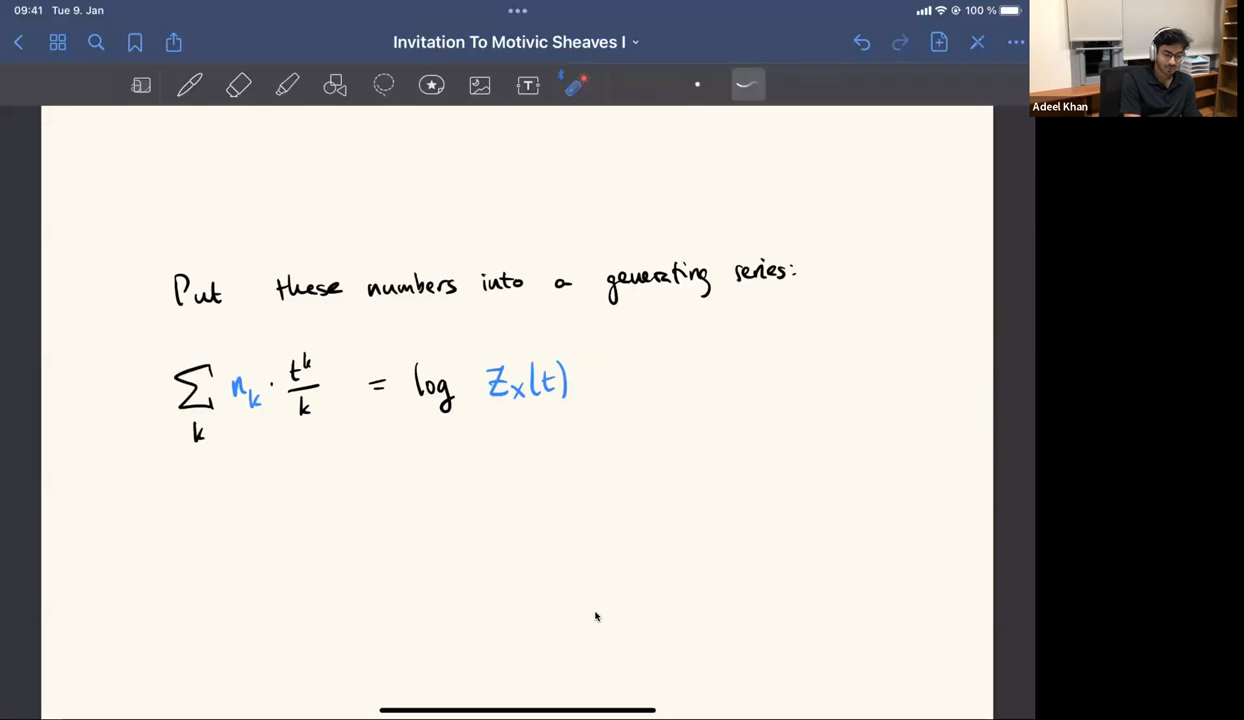 09:41 Tue 9. Jan
100 %
Invitation To Motivic Sheaves I
Adeel Khan
Put these numbers into a generating series:
∑_k n_k · t^k/k = log Z_X(t)